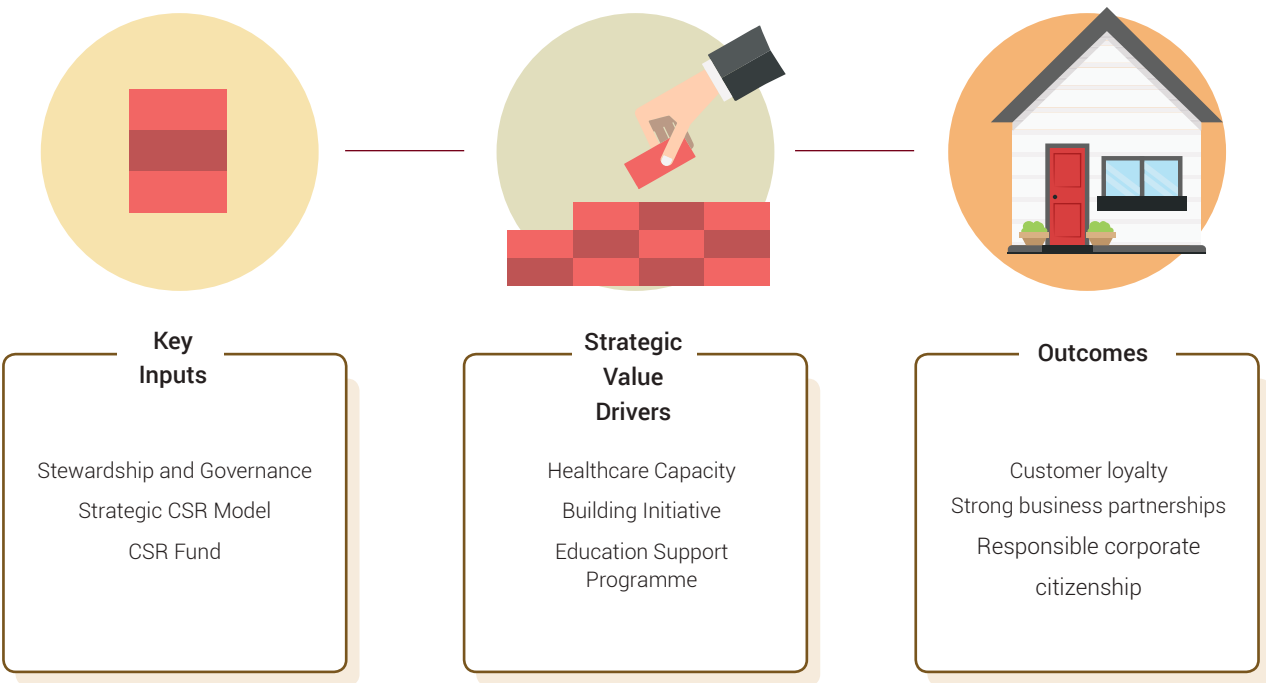 Key
Inputs
Stewardship and Governance
Strategic CSR Model
CSR Fund
Strategic
Value
Drivers
Healthcare Capacity
Building Initiative
Education Support
Programme
Outcomes
Customer loyalty
Strong business partnerships
Responsible corporate
citizenship